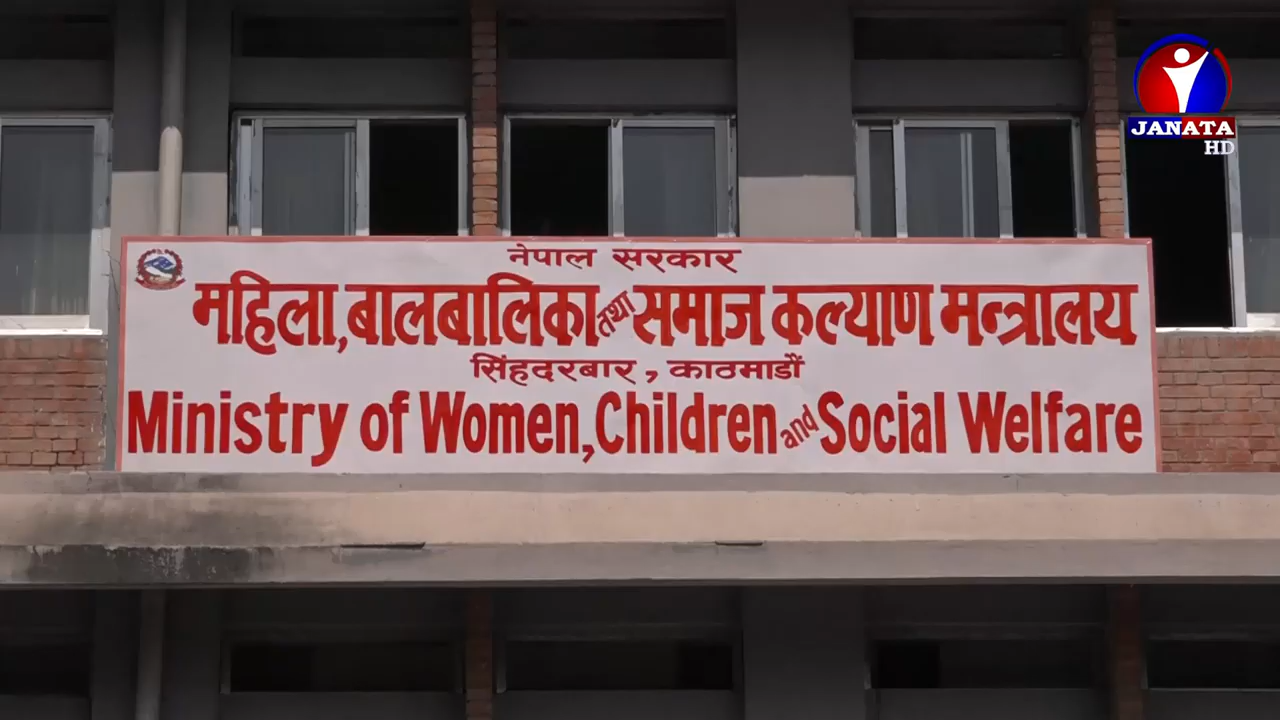 JANATA
HD
नेपाल सरकार
महिला, बालबालिका तथा समाज कल्याण मन्त्रालय
सिंहदरबार, काठमाडौं
Ministry of Women, Children and Social Welfare